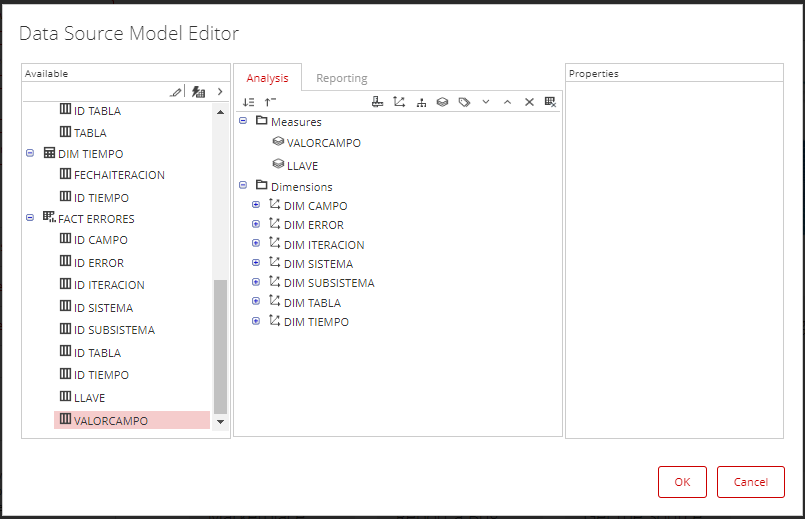 Data Source Model Editor
Available
ID TABLA
TABLA
DIM TIEMPO
FECHAITERACION
ID TIEMPO
FACT ERRORES
ID CAMPO
ID ERROR
ID ITERACION
ID SISTEMA
ID SUBSISTEMA
ID TABLA
ID TIEMPO
LLAVE
VALORCAMPO
Analysis
Reporting
Measures
VALORCAMPO
LLAVE
Dimensions
DIM CAMPO
DIM ERROR
DIM ITERACION
DIM SISTEMA
DIM SUBSISTEMA
DIM TABLA
DIM TIEMPO
Properties
OK
Cancel